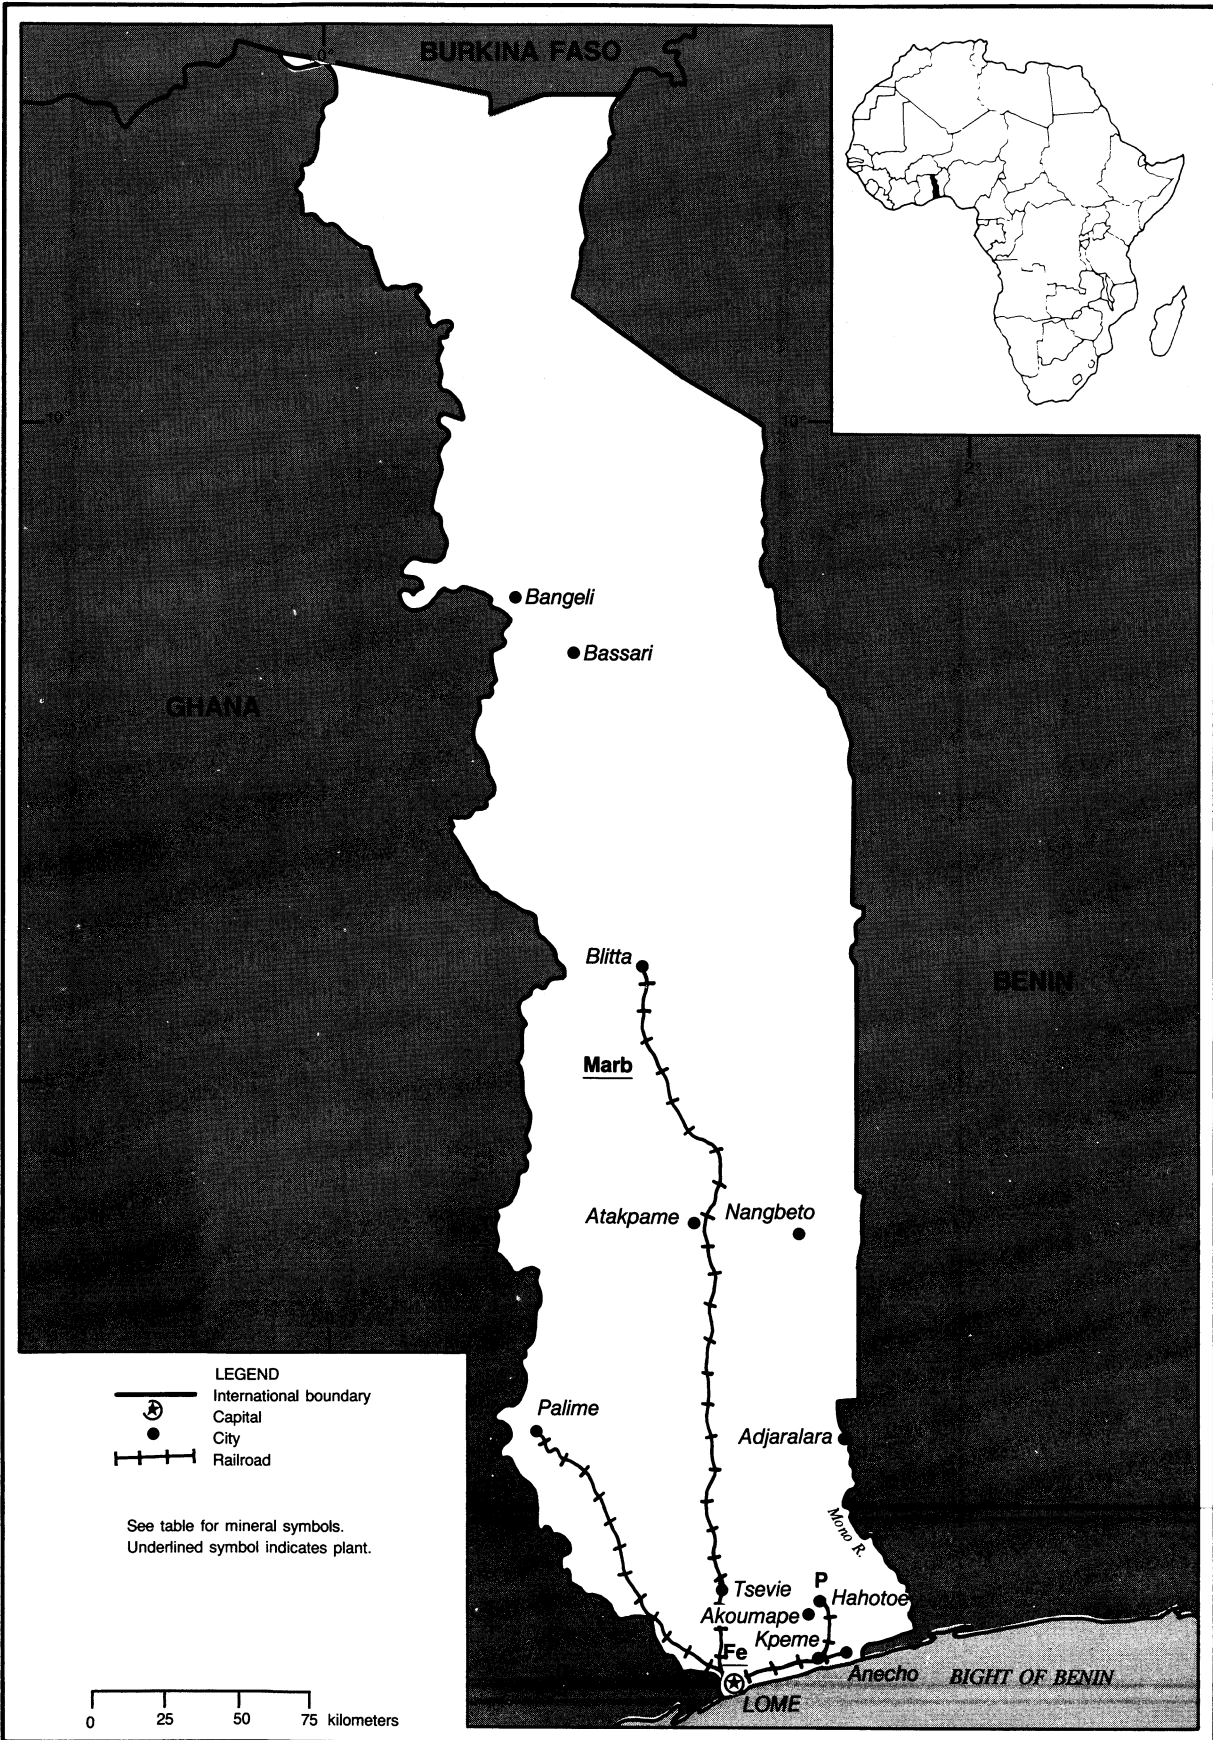 0°
BURKINA FASO
10°
10°
2°
Bangeli
Bassari
GHANA
Blitta
BENIN
Marb
8°
8°
Atakpame
Nangbeto
LEGEND
International boundary
Capital
City
Railroad
See table for mineral symbols.
Underlined symbol indicates plant.
Palime
Adjaralara
Mono R.
P
Tsevie
Hahotoe
Akoumape
Kpeme
Fe
Anecho
BIGHT OF BENIN
LOME
0 25 50 75 kilometers